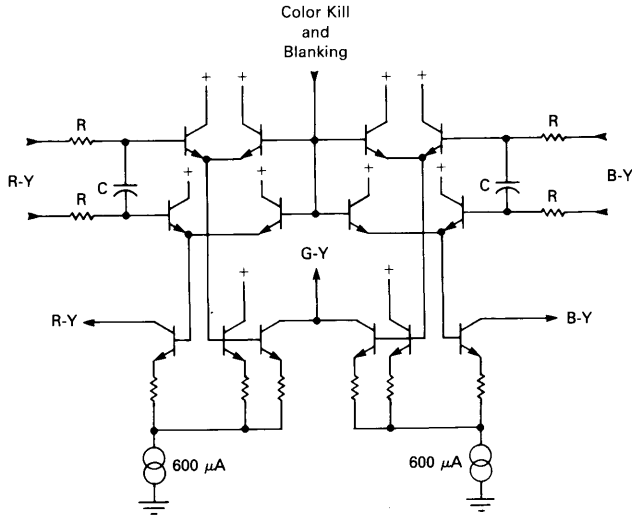 Color Kill
and
Blanking
+ + + +
R R
R-Y C + + + + C B-Y
R R
G-Y
+ +
R-Y B-Y
600 μA 600 μA